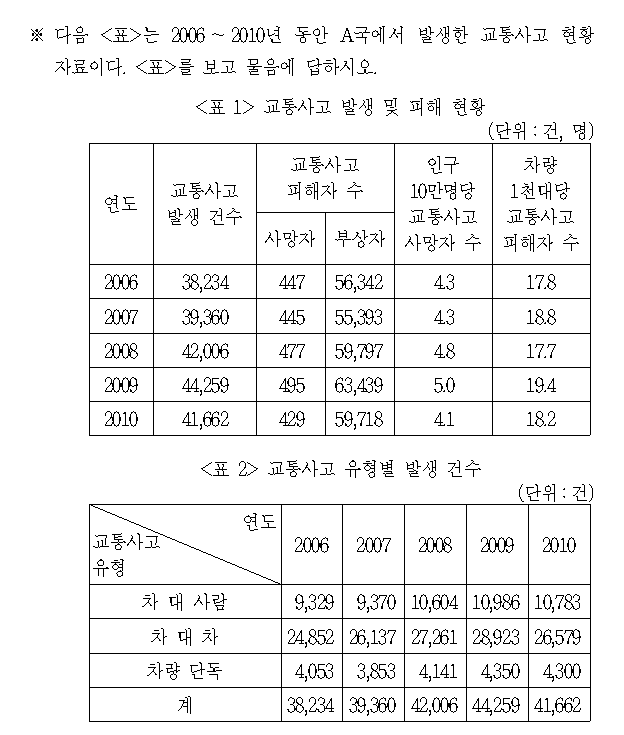 ※ 다음 <표>는 2006 ~ 2010년 동안 A국에서 발생한 교통사고 현황
자료이다. <표>를 보고 물음에 답하시오.
<표 1> 교통사고 발생 및 피해 현황
(단위 : 건, 명)
연도 교통사고 발생 건수 교통사고 피해자 수 인구 10만명당 교통사고 사망자 수 차량 1천대당 교통사고 피해자 수
사망자 부상자
2006 38,234 447 56,342 4.3 17.8
2007 39,360 445 55,393 4.3 18.8
2008 42,006 477 59,797 4.8 17.7
2009 44,259 495 63,439 5.0 19.4
2010 41,662 429 59,718 4.1 18.2
<표 2> 교통사고 유형별 발생 건수
(단위 : 건)
연도
교통사고 유형 2006 2007 2008 2009 2010
차 대 사람 9,329 9,370 10,604 10,986 10,783
차 대 차 24,852 26,137 27,261 28,923 26,579
차량 단독 4,053 3,853 4,141 4,350 4,300
계 38,234 39,360 42,006 44,259 41,662